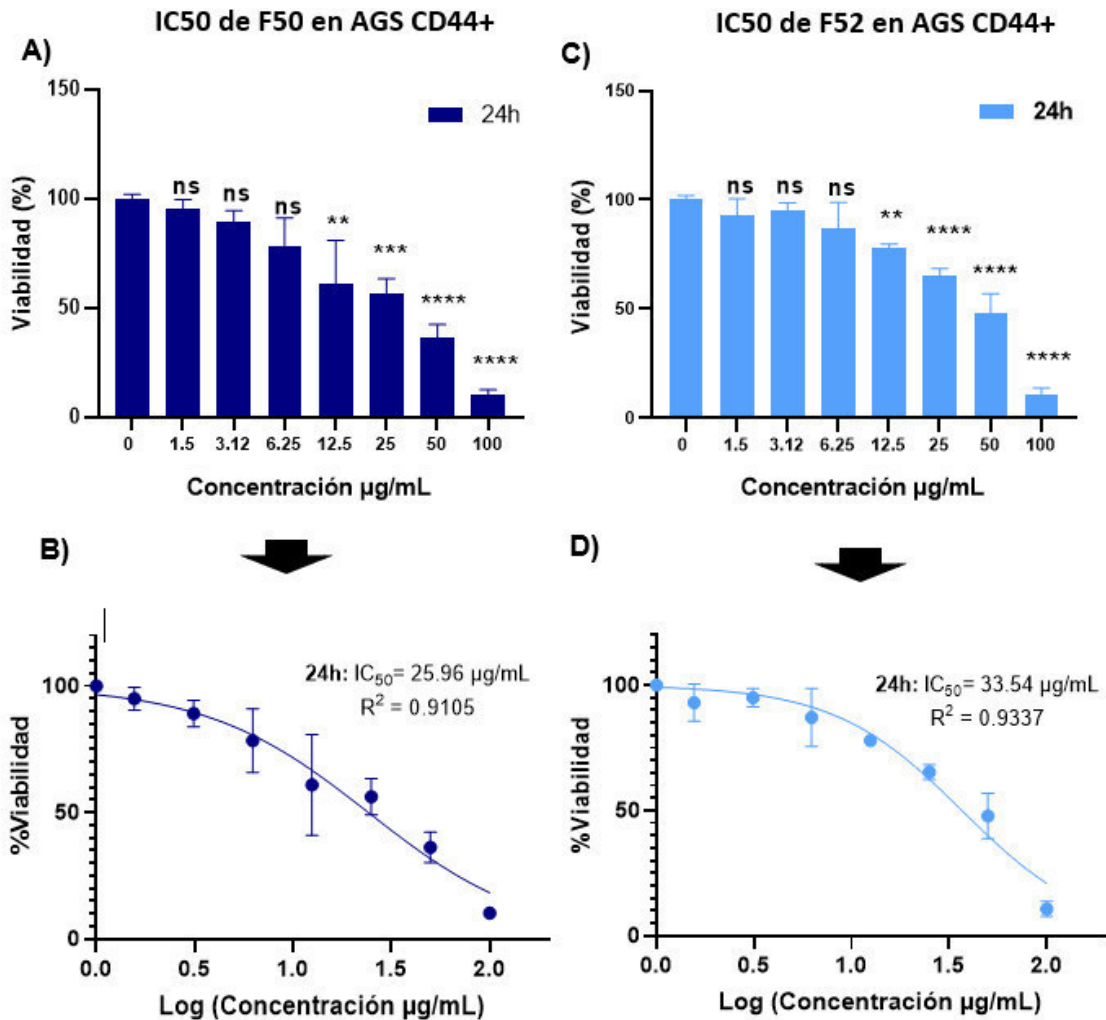 IC50 de F50 en AGS CD44+
A)
150
100
50
0
Viabilidad (%)
24h
ns
ns
ns
**
***
****
****
0 1.5 3.12 6.25 12.5 25 50 100
Concentración µg/mL
IC50 de F52 en AGS CD44+
C)
150
100
50
0
Viabilidad (%)
24h
ns
ns
ns
**
****
****
****
0 1.5 3.12 6.25 12.5 25 50 100
Concentración µg/mL
B)
100
50
0
%Viabilidad
24h: IC50= 25.96 µg/mL
R2 = 0.9105
0.0 0.5 1.0 1.5 2.0
Log (Concentración µg/mL)
D)
100
50
0
%Viabilidad
24h: IC50= 33.54 µg/mL
R2 = 0.9337
0.0 0.5 1.0 1.5 2.0
Log (Concentración µg/mL)